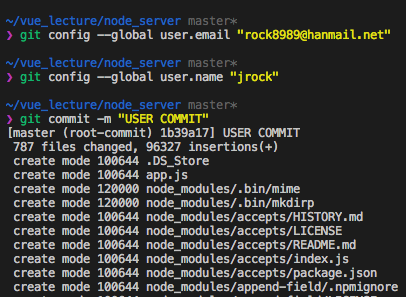 ~/vue_lecture/node_server master*
❯ git config --global user.email "rock8989@hanmail.net"
~/vue_lecture/node_server master*
❯ git config --global user.name "jrock"
~/vue_lecture/node_server master*
❯ git commit -m "USER COMMIT"
[master (root-commit) 1b39a17] USER COMMIT
787 files changed, 96327 insertions(+)
create mode 100644 .DS_Store
create mode 100644 app.js
create mode 120000 node_modules/.bin/mime
create mode 120000 node_modules/.bin/mkdirp
create mode 100644 node_modules/accepts/HISTORY.md
create mode 100644 node_modules/accepts/LICENSE
create mode 100644 node_modules/accepts/README.md
create mode 100644 node_modules/accepts/index.js
create mode 100644 node_modules/accepts/package.json
create mode 100644 node_modules/append-field/.npmignore